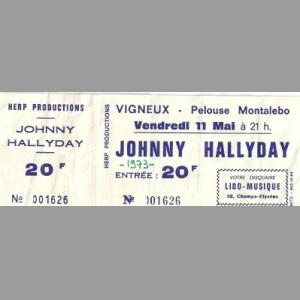 HERP PRODUCTIONS
JOHNNY
HALLYDAY
20 F
№ 001626
HERP PRODUCTIONS
VIGNEUX - Pelouse Montalebo
Vendredi 11 Mai à 21 h.
JOHNNY HALLYDAY
-1973-
ENTRÉE : 20 F
№ 001626
VOTRE DISQUAIRE
LIDO-MUSIQUE
68, Champs-Elysées